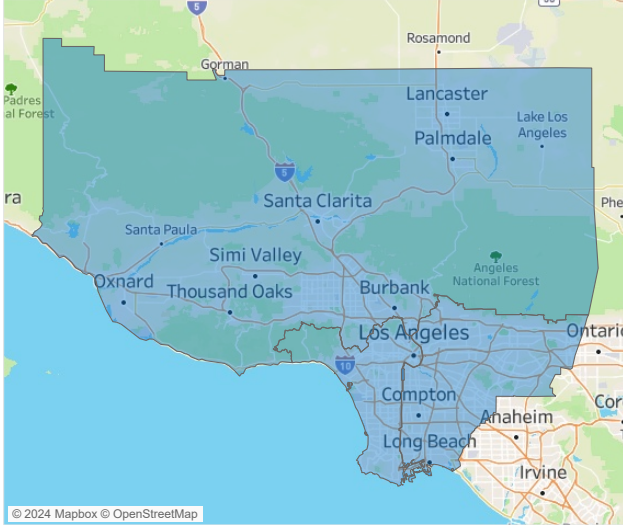 5
Rosamond
Gorman
Padres
al Forest
Lancaster
Lake Los
Angeles
Palmdale
5
ra
Santa Clarita
Phe
Santa Paula
Simi Valley
Angeles
National Forest
Oxnard
Thousand Oaks
Burbank
Los Angeles
Ontario
10
Compton
Cor
Anaheim
Long Beach
Irvine
© 2024 Mapbox © OpenStreetMap